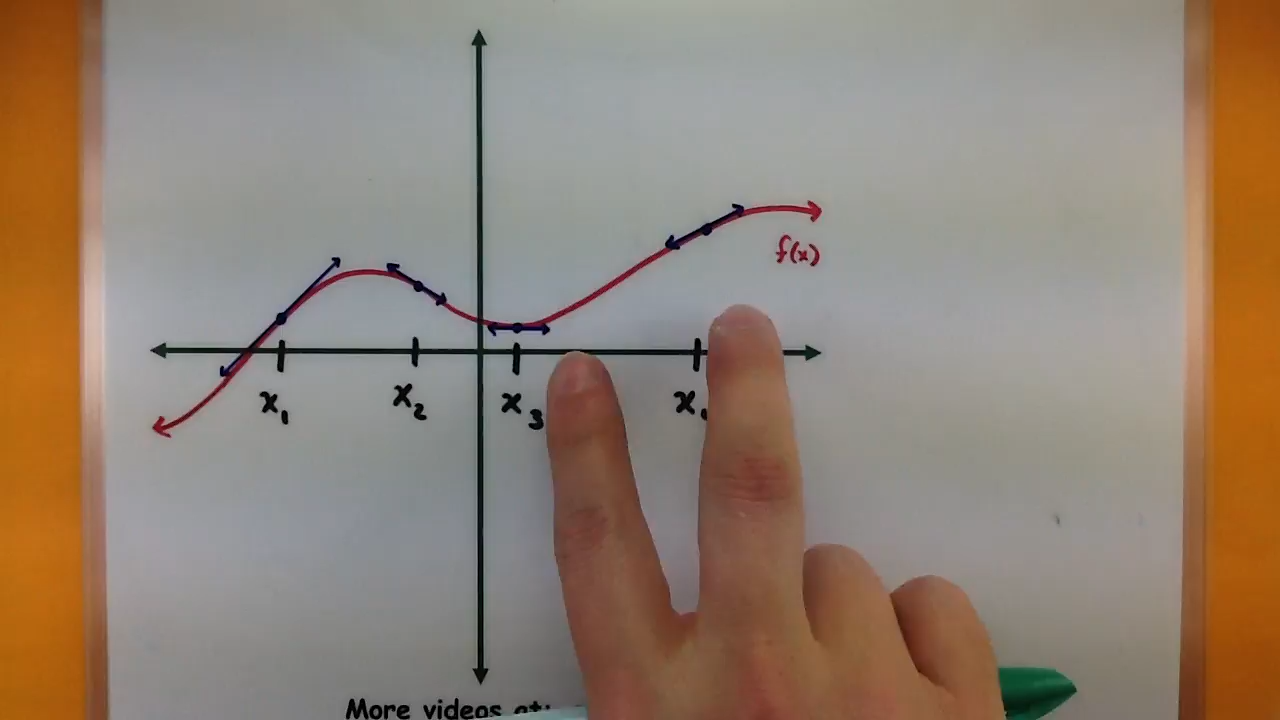 f(x)
x₁ x₂ x₃ x
More videos at: